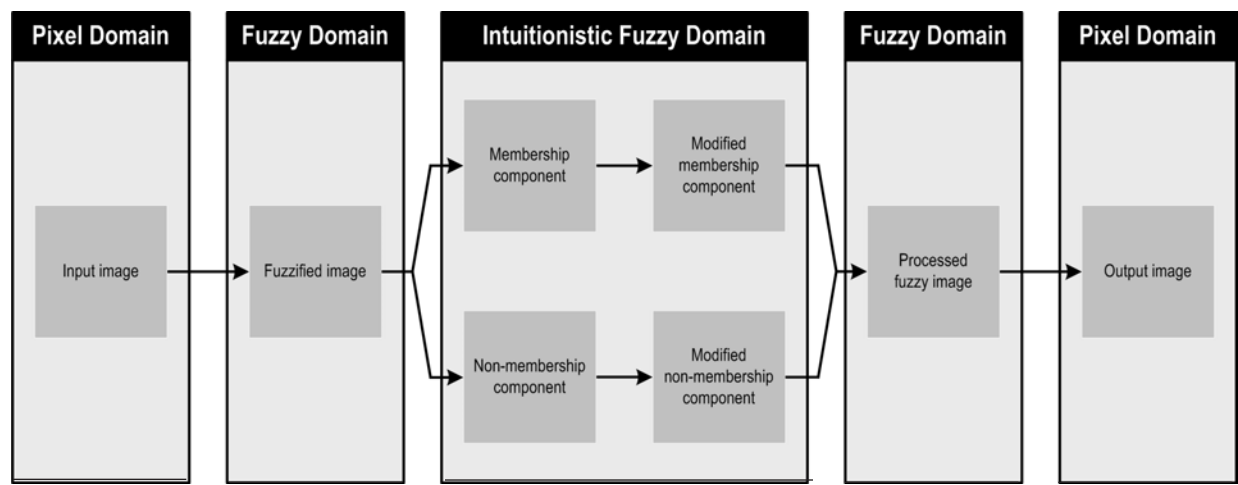 Pixel Domain
Fuzzy Domain
Intuitionistic Fuzzy Domain
Fuzzy Domain
Pixel Domain
Input image
Fuzzified image
Membership
component
Modified
membership
component
Non-membership
component
Modified
non-membership
component
Processed
fuzzy image
Output image